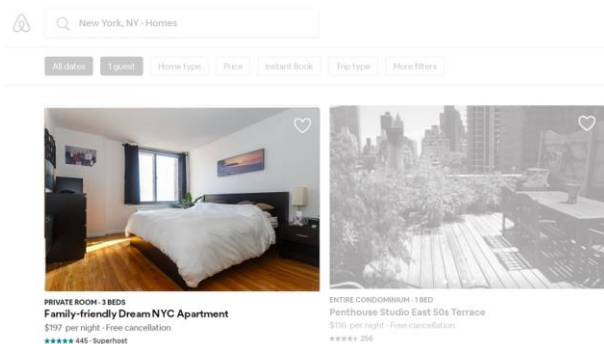 New York, NY · Homes
All dates
1 guest
Home type
Price
Instant Book
Trip type
More filters
PRIVATE ROOM · 3 BEDS
Family-friendly Dream NYC Apartment
$197 per night · Free cancellation
445 · Superhost
ENTIRE CONDOMINIUM · 1 BED
Penthouse Studio East 50s Terrace
$116 per night · Free cancellation
256